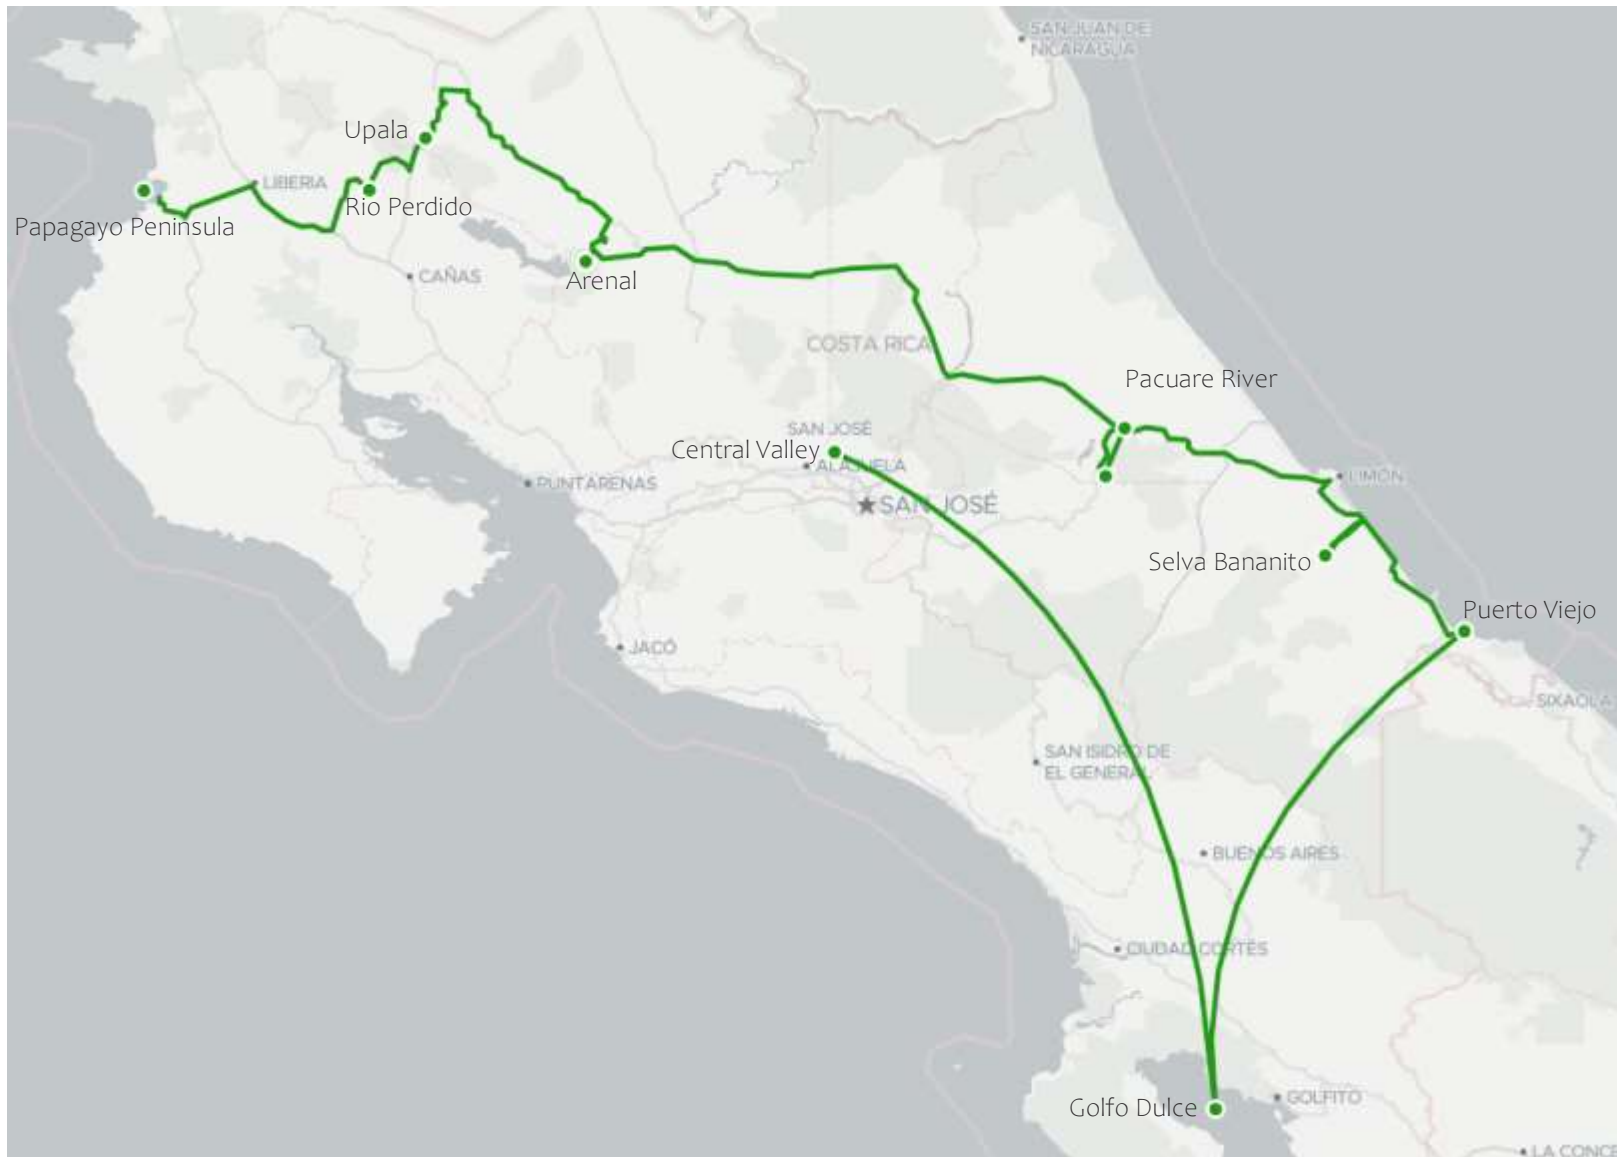 SAN JUAN DE
NICARAGUA
Upala
LIBERIA
Rio Perdido
Papagayo Peninsula
CAÑAS
Arenal
COSTA RICA
Pacuare River
SAN JOSÉ
Central Valley
ALAJUELA
LIMÓN
PUNTARENAS
SAN JOSÉ
Selva Bananito
Puerto Viejo
JACÓ
SIXAOLA
SAN ISIDRO DE
EL GENERAL
BUENOS AIRES
CIUDAD CORTÉS
GOLFITO
Golfo Dulce
LA CONCE